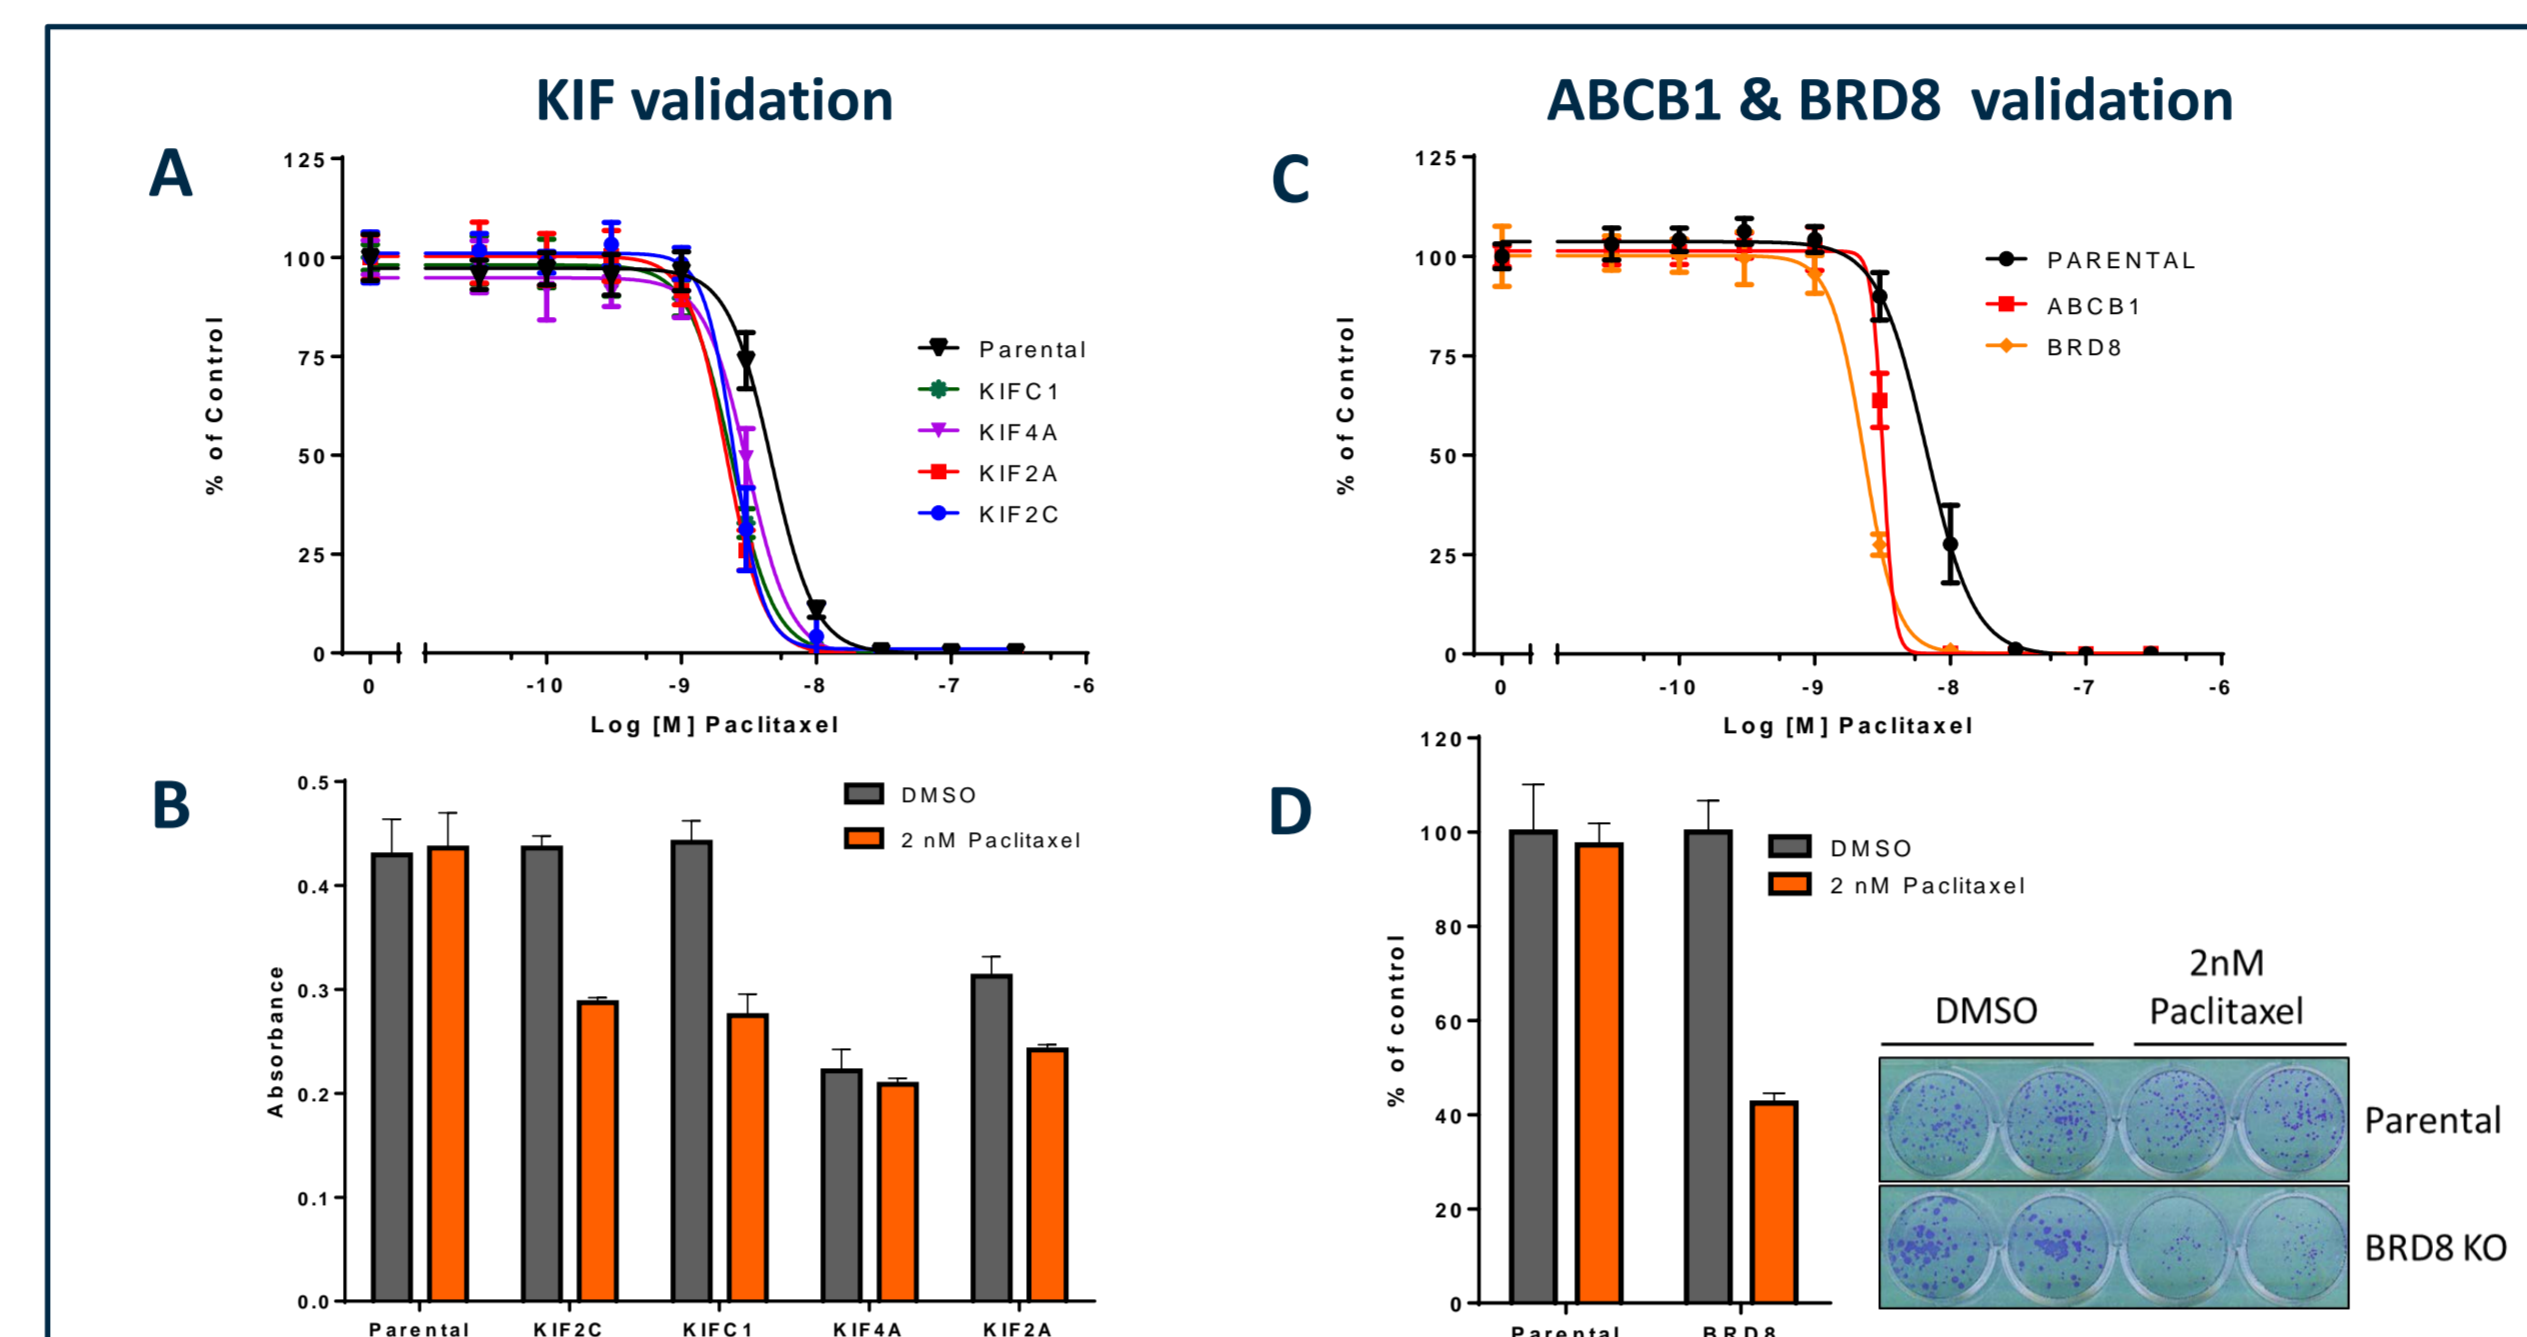 KIF validation
ABCB1 & BRD8 validation
A
125
100
75
50
25
0
% of Control
0
-10
-9
-8
-7
-6
Log [M] Paclitaxel
Parental
KIFC1
KIF4A
KIF2A
KIF2C
C
125
100
75
50
25
0
% of Control
0
-10
-9
-8
-7
-6
Log [M] Paclitaxel
PARENTAL
ABCB1
BRD8
B
0.5
0.4
0.3
0.2
0.1
0.0
Absorbance
DMSO
2 nM Paclitaxel
Parental
KIF2C
KIFC1
KIF4A
KIF2A
D
120
100
80
60
40
20
0
% of control
DMSO
2 nM Paclitaxel
Parental
BRD8
DMSO
2nM
Paclitaxel
Parental
BRD8 KO